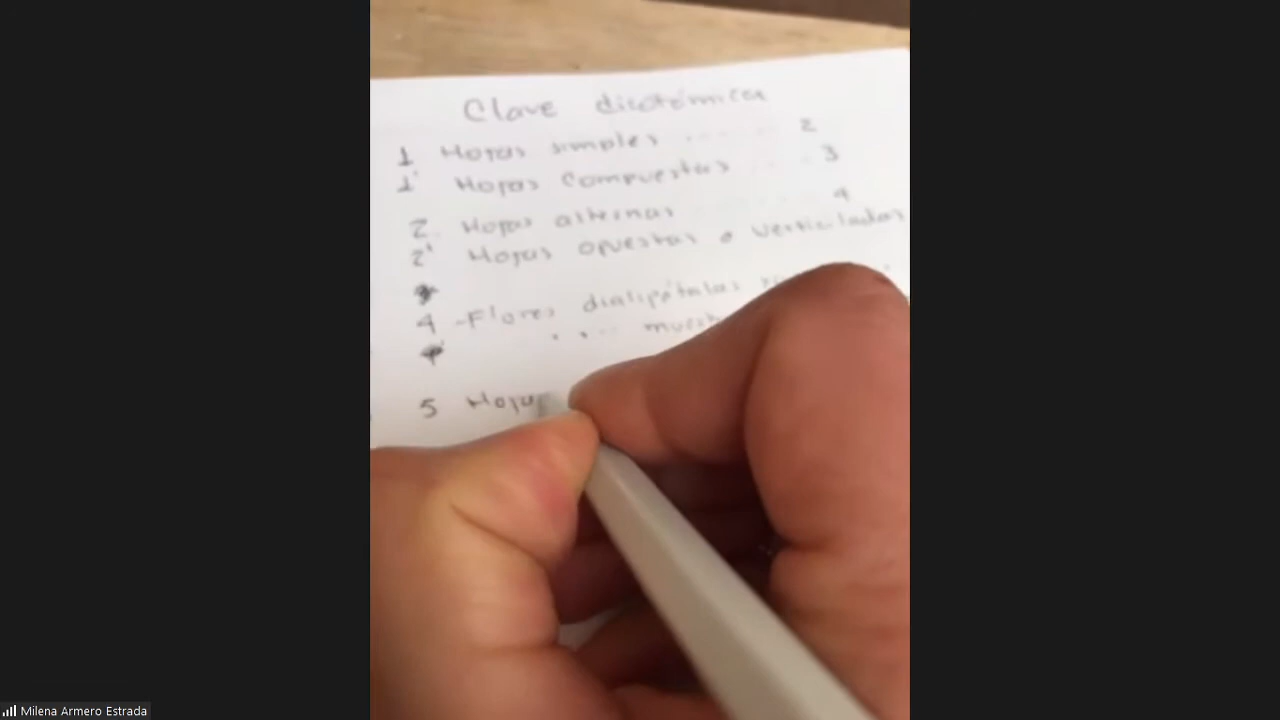 Clave dicotómica
1 Hojas simples ....... 2
1' Hojas Compuestas .... 3
2. Hojas alternas ....... 4
2' Hojas opuestas o verticiladas
4 -Flores dialipétalas
5 Hoja
Milena Armero Estrada